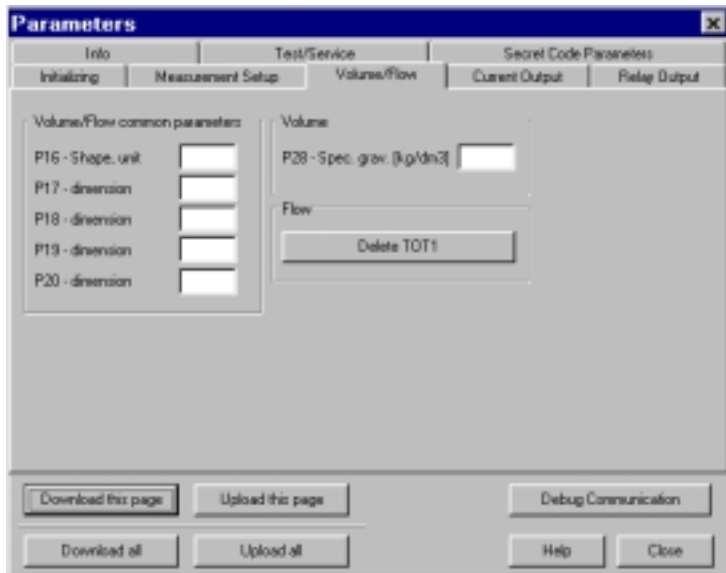 Parameters
Info Test/Service Secret Code Parameters
Initializing Measurement Setup Volume/Flow Current Output Relay Output
Volume/Flow common parameters Volume
P16 - Shape, unit P28 - Spec. grav. [kg/dm3]
P17 - dimension
P18 - dimension Flow
P19 - dimension Delete TOT1
P20 - dimension
Download this page Upload this page Debug Communication
Download all Upload all Help Close